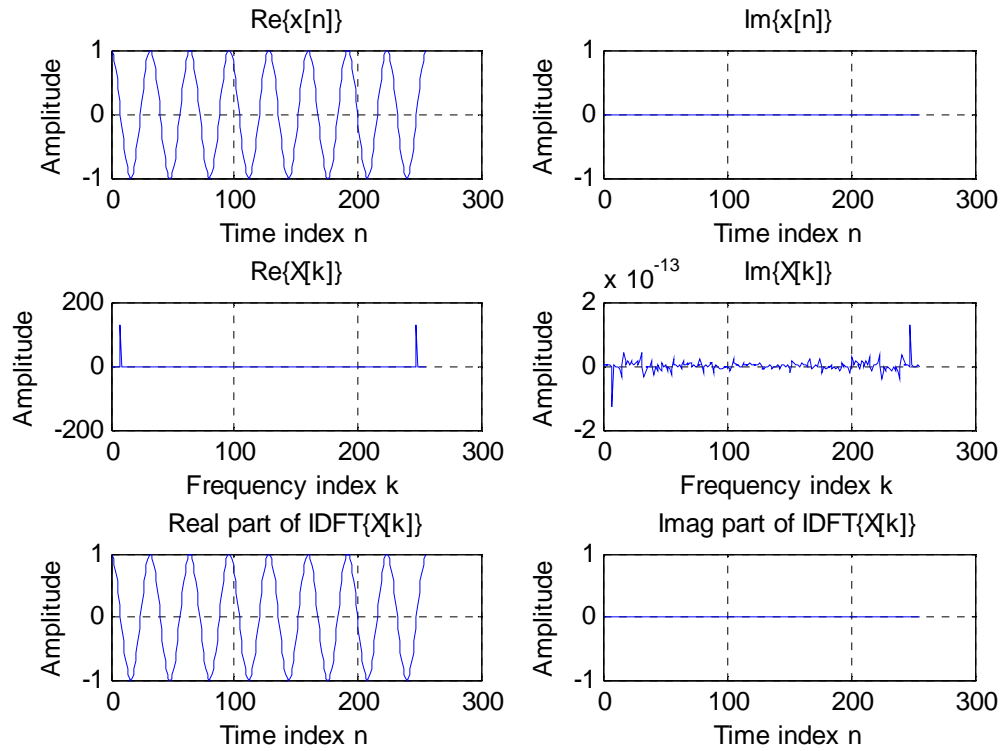 Re{x[n]}
Amplitude
1
0
-1
0 100 200 300
Time index n
Im{x[n]}
Amplitude
1
0
-1
0 100 200 300
Time index n
Re{X[k]}
Amplitude
200
0
-200
0 100 200 300
Frequency index k
x 10^-13
Im{X[k]}
Amplitude
2
0
-2
0 100 200 300
Frequency index k
Real part of IDFT{X[k]}
Amplitude
1
0
-1
0 100 200 300
Time index n
Imag part of IDFT{X[k]}
Amplitude
1
0
-1
0 100 200 300
Time index n